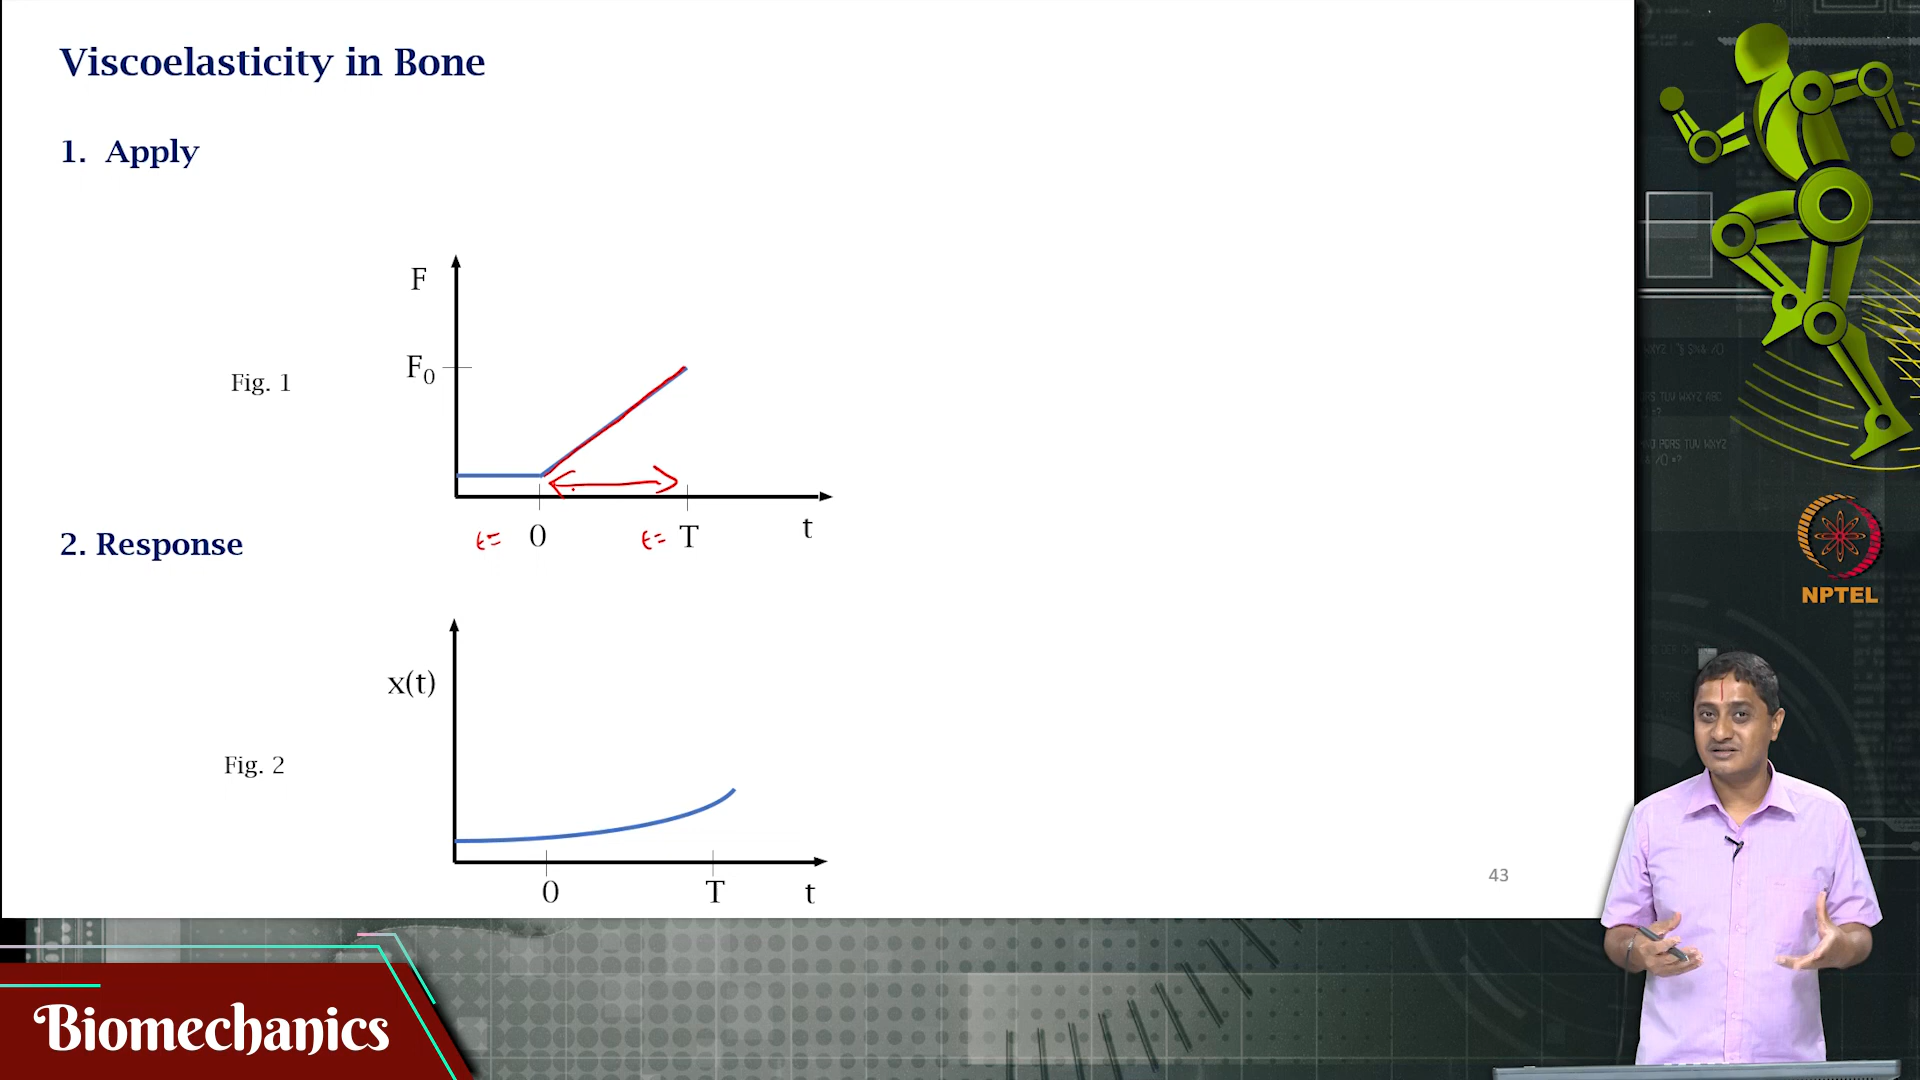 Viscoelasticity in Bone
1. Apply
F
F0
Fig. 1
t= 0
t= T
t
2. Response
x(t)
Fig. 2
0
T
t
43
NPTEL
Biomechanics